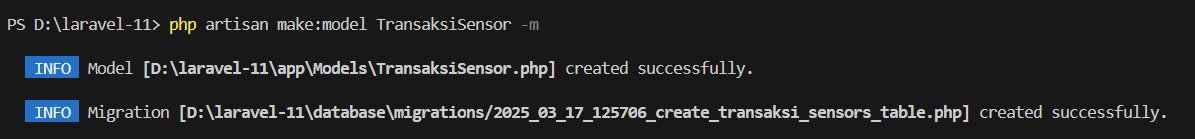 PS D:\laravel-11> php artisan make:model TransaksiSensor -m
INFO Model [D:\laravel-11\app\Models\TransaksiSensor.php] created successfully.
INFO Migration [D:\laravel-11\database\migrations/2025_03_17_125706_create_transaksi_sensors_table.php] created successfully.